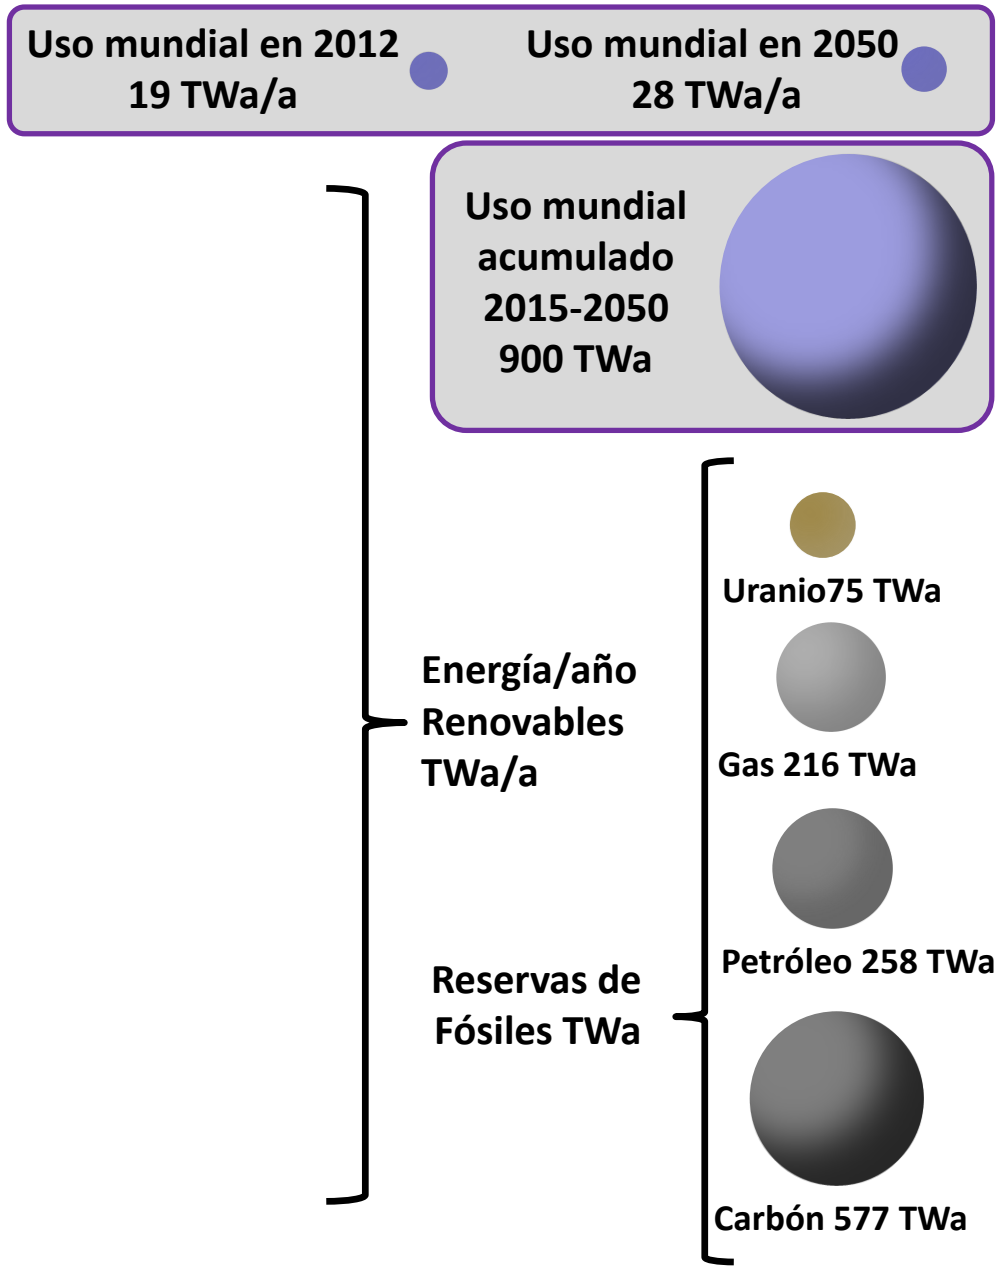 Uso mundial en 2012
19 TWa/a
Uso mundial en 2050
28 TWa/a
Uso mundial
acumulado
2015-2050
900 TWa
Uranio75 TWa
Gas 216 TWa
Energía/año
Renovables
TWa/a
Petróleo 258 TWa
Reservas de
Fósiles TWa
Carbón 577 TWa